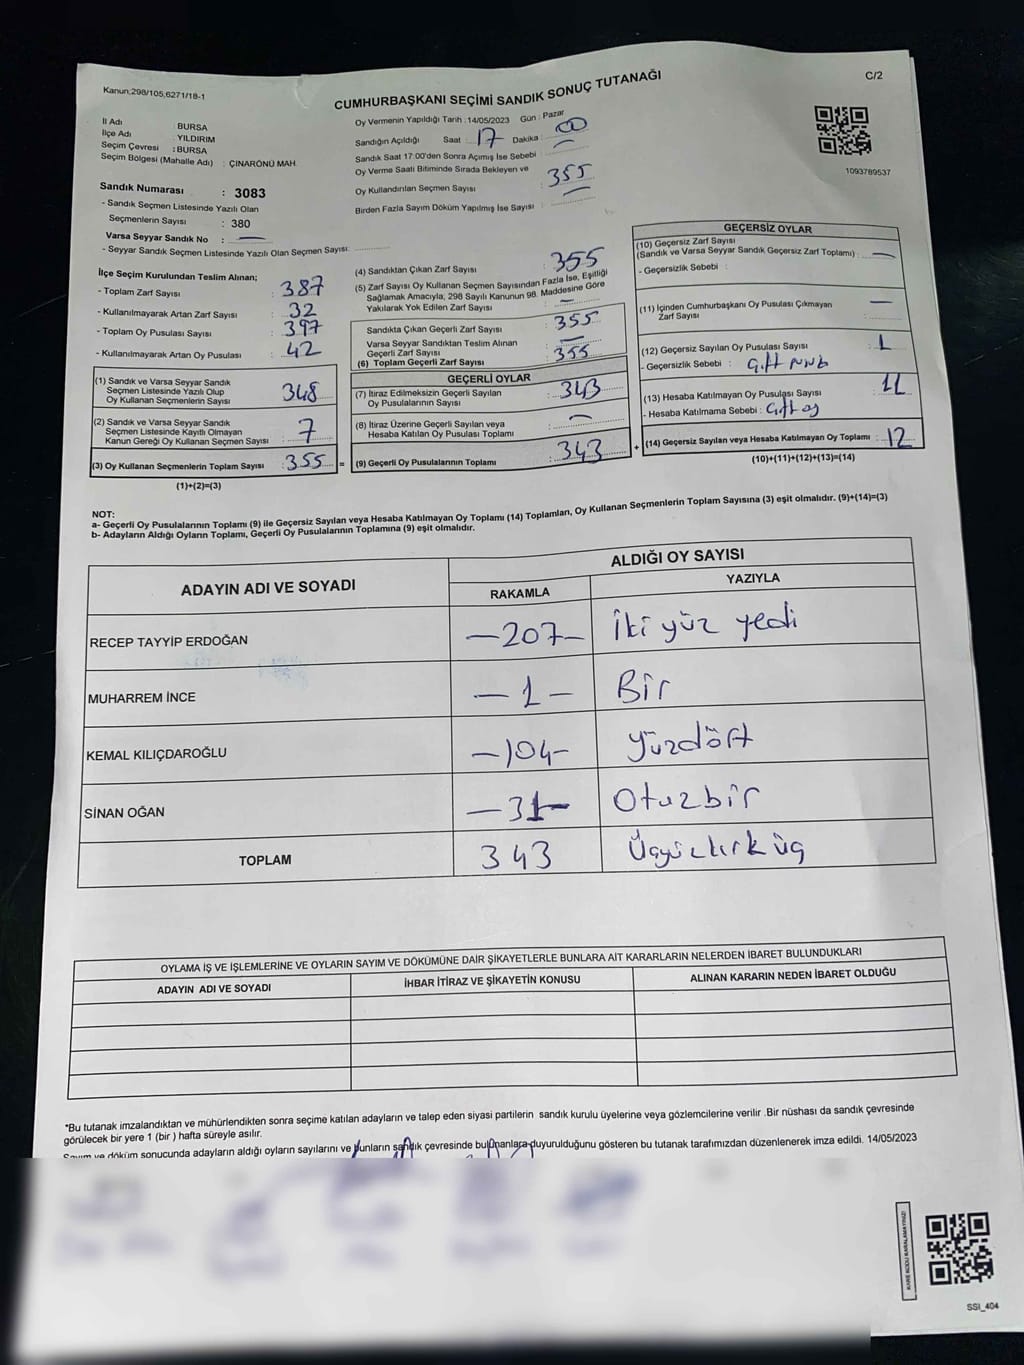 Kanun,298/105,6271/18-1
C/2
CUMHURBAŞKANI SEÇİMİ SANDIK SONUÇ TUTANAĞI
İl Adı : BURSA
İlçe Adı : YILDIRIM
Seçim Çevresi : BURSA
Seçim Bölgesi (Mahalle Adı) : ÇINARÖNÜ MAH.
Sandık Numarası : 3083
- Sandık Seçmen Listesinde Yazılı Olan
Seçmenlerin Sayısı : 380
Varsa Seyyar Sandık No : —
- Seyyar Sandık Seçmen Listesinde Yazılı Olan Seçmen Sayısı: ..............
Oy Vermenin Yapıldığı Tarih : 14/05/2023 Gün : Pazar
Sandığın Açıldığı Saat : 17 Dakika : 00
Sandık Saat 17:00'den Sonra Açımış İse Sebebi : —
Oy Verme Saati Bitiminde Sırada Bekleyen ve
Oy Kullandırılan Seçmen Sayısı : 355
Birden Fazla Sayım Döküm Yapılmış İse Sayısı : —
1093789537
İlçe Seçim Kurulundan Teslim Alınan;
- Toplam Zarf Sayısı : 387
- Kullanılmayarak Artan Zarf Sayısı : 32
- Toplam Oy Pusulası Sayısı : 397
- Kullanılmayarak Artan Oy Pusulası : 42
(1) Sandık ve Varsa Seyyar Sandık
Seçmen Listesinde Yazılı Olup
Oy Kullanan Seçmenlerin Sayısı : 348
(2) Sandık ve Varsa Seyyar Sandık
Seçmen Listesinde Kayıtlı Olmayan
Kanun Gereği Oy Kullanan Seçmen Sayısı : 7
(3) Oy Kullanan Seçmenlerin Toplam Sayısı : 355 =
(1)+(2)=(3)
(4) Sandıktan Çıkan Zarf Sayısı : 355
(5) Zarf Sayısı Oy Kullanan Seçmen Sayısından Fazla İse, Eşitliği
Sağlamak Amacıyla; 298 Sayılı Kanunun 98. Maddesine Göre
Yakılarak Yok Edilen Zarf Sayısı : —
Sandıkta Çıkan Geçerli Zarf Sayısı : 355
Varsa Seyyar Sandıktan Teslim Alınan
Geçerli Zarf Sayısı : —
(6) Toplam Geçerli Zarf Sayısı : 355
GEÇERLİ OYLAR
(7) İtiraz Edilmeksizin Geçerli Sayılan
Oy Pusulalarının Sayısı : 343
(8) İtiraz Üzerine Geçerli Sayılan veya
Hesaba Katılan Oy Pusulası Toplamı : —
(9) Geçerli Oy Pusulalarının Toplamı : 343 +
GEÇERSİZ OYLAR
(10) Geçersiz Zarf Sayısı
(Sandık ve Varsa Seyyar Sandık Geçersiz Zarf Toplamı) : —
- Geçersizlik Sebebi :
(11) İçinden Cumhurbaşkanı Oy Pusulası Çıkmayan
Zarf Sayısı : —
(12) Geçersiz Sayılan Oy Pusulası Sayısı : 1
- Geçersizlik Sebebi : Çift
(13) Hesaba Katılmayan Oy Pusulası Sayısı : 11
- Hesaba Katılmama Sebebi : Çift oy
(14) Geçersiz Sayılan veya Hesaba Katılmayan Oy Toplamı : 12
(10)+(11)+(12)+(13)=(14)
NOT:
a- Geçerli Oy Pusulalarının Toplamı (9) ile Geçersiz Sayılan veya Hesaba Katılmayan Oy Toplamı (14) Toplamları, Oy Kullanan Seçmenlerin Toplam Sayısına (3) eşit olmalıdır. (9)+(14)=(3)
b- Adayların Aldığı Oyların Toplamı, Geçerli Oy Pusulalarının Toplamına (9) eşit olmalıdır.
ADAYIN ADI VE SOYADI
ALDIĞI OY SAYISI
RAKAMLA YAZIYLA
RECEP TAYYİP ERDOĞAN —207— İki yüz yedi
MUHARREM İNCE —1— Bir
KEMAL KILIÇDAROĞLU —104— Yüzdört
SİNAN OĞAN —31— Otuzbir
TOPLAM 343 Üçyüzkırk üç
OYLAMA İŞ VE İŞLEMLERİNE VE OYLARIN SAYIM VE DÖKÜMÜNE DAİR ŞİKAYETLERLE BUNLARA AİT KARARLARIN NELERDEN İBARET BULUNDUKLARI
ADAYIN ADI VE SOYADI İHBAR İTİRAZ VE ŞİKAYETİN KONUSU ALINAN KARARIN NEDEN İBARET OLDUĞU
*Bu tutanak imzalandıktan ve mühürlendikten sonra seçime katılan adayların ve talep eden siyasi partilerin sandık kurulu üyelerine veya gözlemcilerine verilir .Bir nüshası da sandık çevresinde
görülecek bir yere 1 (bir ) hafta süreyle asılır.
Sayım ve döküm sonucunda adayların aldığı oyların sayılarını ve bunların sandık çevresinde bulunanlara duyurulduğunu gösteren bu tutanak tarafımızdan düzenlenerek imza edildi. 14/05/2023
KARE KODU KARALAMAYINIZ!
SSI_404